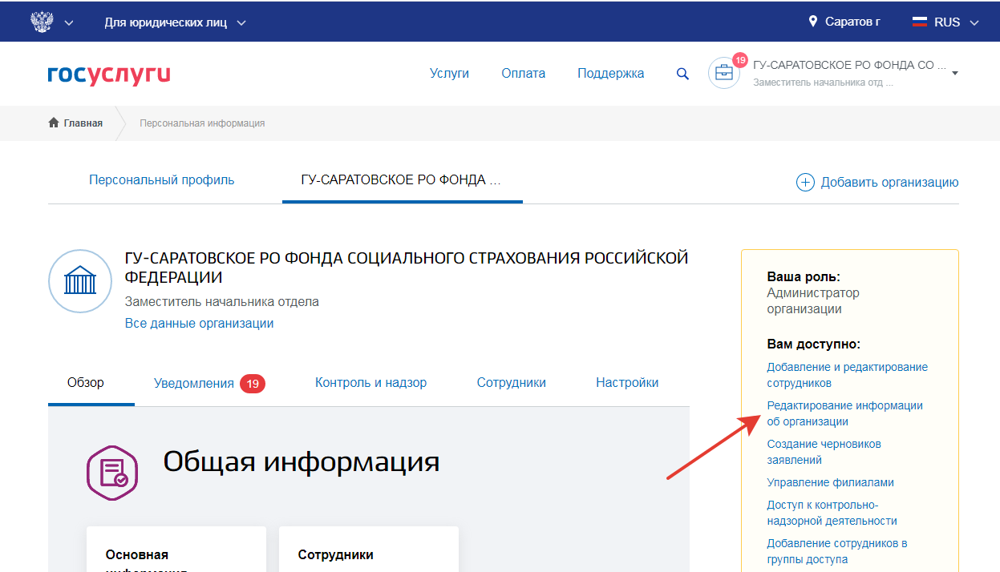 Для юридических лиц
Саратов г
RUS
госуслуги
Услуги
Оплата
Поддержка
19
ГУ-САРАТОВСКОЕ РО ФОНДА СО ...
Заместитель начальника отд ...
Главная
Персональная информация
Персональный профиль
ГУ-САРАТОВСКОЕ РО ФОНДА ...
Добавить организацию
ГУ-САРАТОВСКОЕ РО ФОНДА СОЦИАЛЬНОГО СТРАХОВАНИЯ РОССИЙСКОЙ
ФЕДЕРАЦИИ
Заместитель начальника отдела
Все данные организации
Обзор
Уведомления 19
Контроль и надзор
Сотрудники
Настройки
Общая информация
Основная
информация
Сотрудники
Ваша роль:
Администратор
организации
Вам доступно:
Добавление и редактирование
сотрудников
Редактирование информации
об организации
Создание черновиков
заявлений
Управление филиалами
Доступ к контрольно-
надзорной деятельности
Добавление сотрудников в
группы доступа